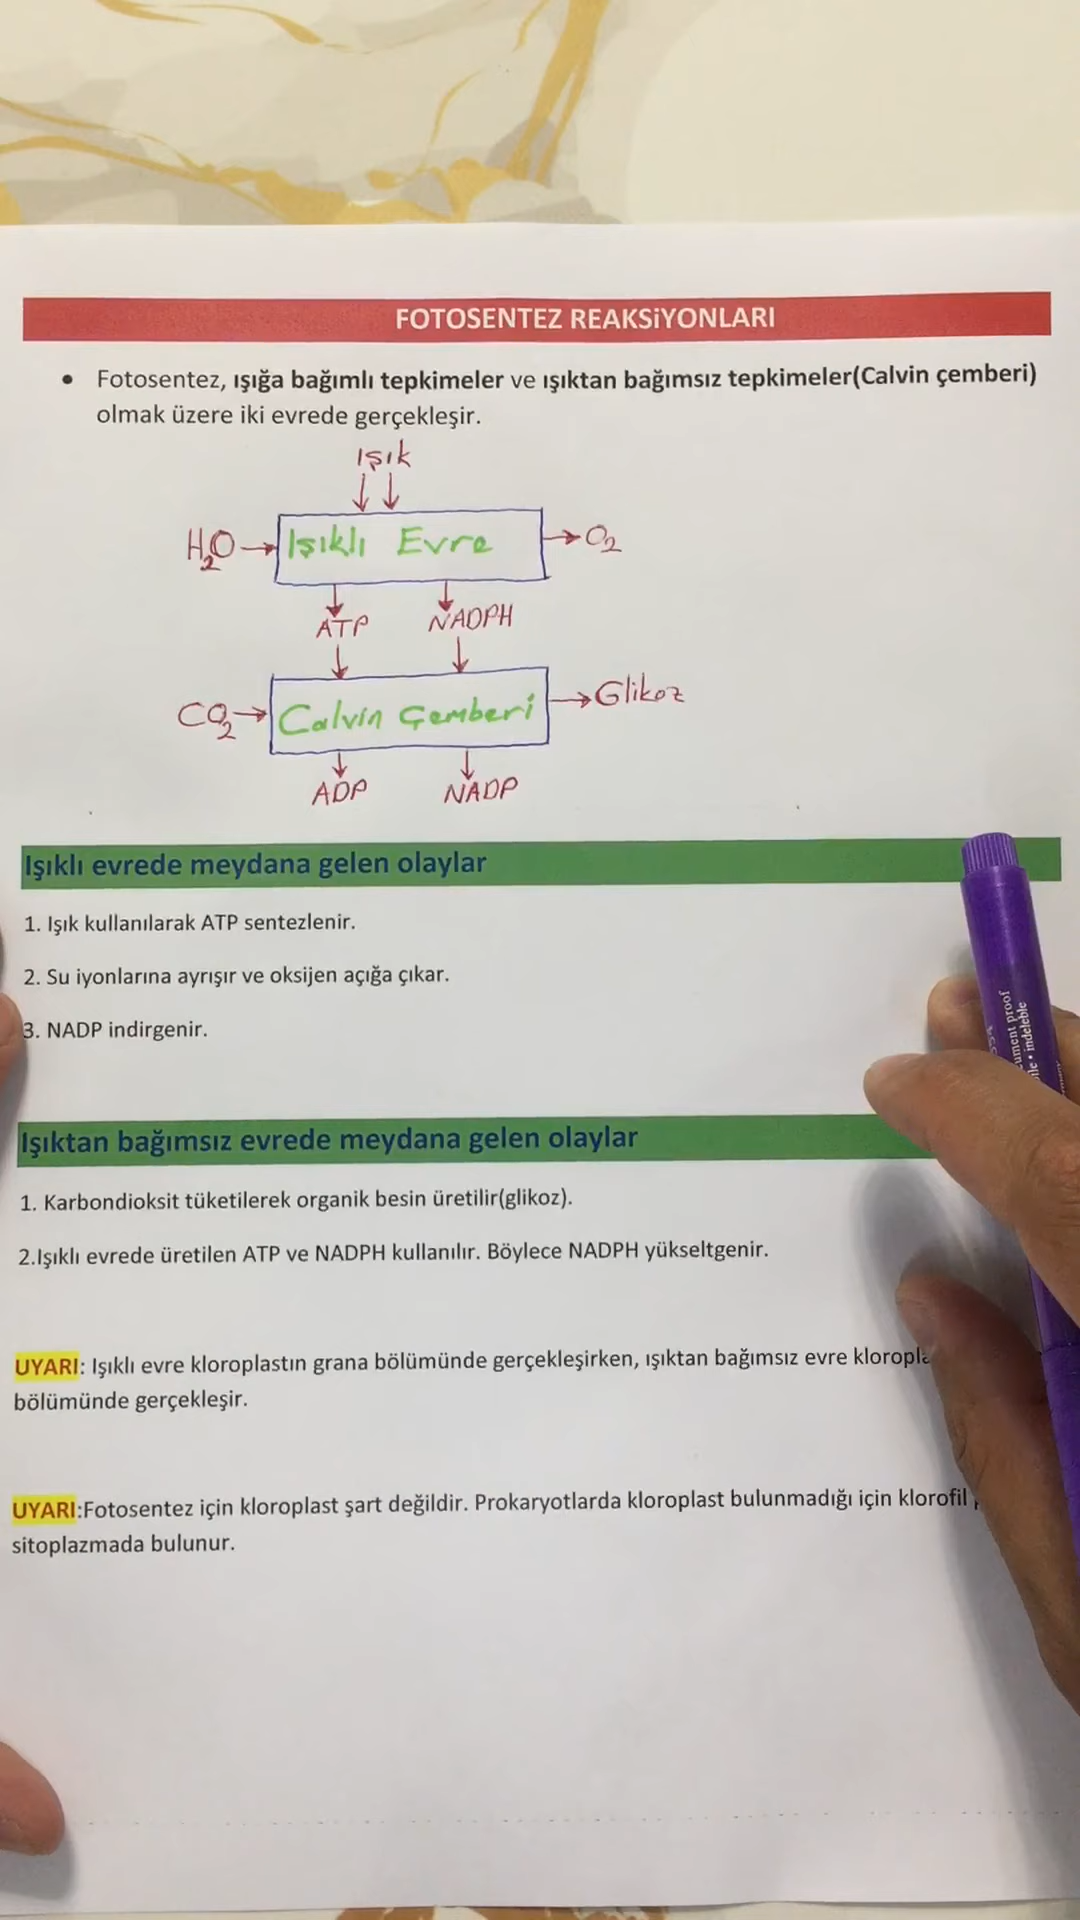 FOTOSENTEZ REAKSİYONLARI
• Fotosentez, ışığa bağımlı tepkimeler ve ışıktan bağımsız tepkimeler(Calvin çemberi)
olmak üzere iki evrede gerçekleşir.
Işık
H2O → Işıklı Evre → O2
ATP NADPH
CO2 → Calvin Çemberi → Glikoz
ADP NADP
Işıklı evrede meydana gelen olaylar
1. Işık kullanılarak ATP sentezlenir.
2. Su iyonlarına ayrışır ve oksijen açığa çıkar.
3. NADP indirgenir.
Işıktan bağımsız evrede meydana gelen olaylar
1. Karbondioksit tüketilerek organik besin üretilir(glikoz).
2.Işıklı evrede üretilen ATP ve NADPH kullanılır. Böylece NADPH yükseltgenir.
UYARI: Işıklı evre kloroplastın grana bölümünde gerçekleşirken, ışıktan bağımsız evre
bölümünde gerçekleşir.
UYARI:Fotosentez için kloroplast şart değildir. Prokaryotlarda kloroplast bulunmadığı için klorofil
sitoplazmada bulunur.
ument proof
indeleble